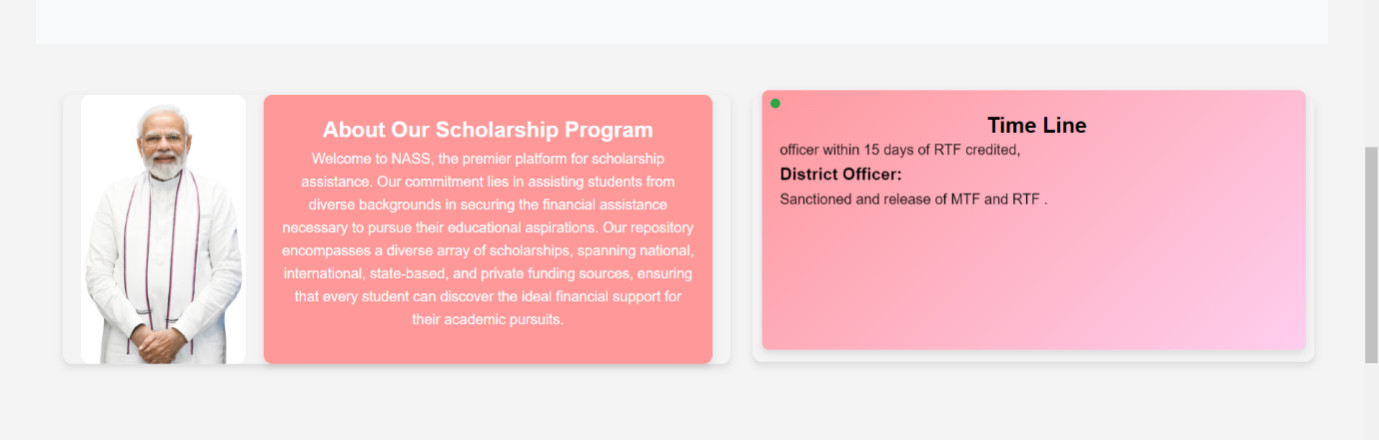 About Our Scholarship Program
Welcome to NASS, the premier platform for scholarship
assistance. Our commitment lies in assisting students from
diverse backgrounds in securing the financial assistance
necessary to pursue their educational aspirations. Our repository
encompasses a diverse array of scholarships, spanning national,
international, state-based, and private funding sources, ensuring
that every student can discover the ideal financial support for
their academic pursuits.
Time Line
officer within 15 days of RTF credited,
District Officer:
Sanctioned and release of MTF and RTF .